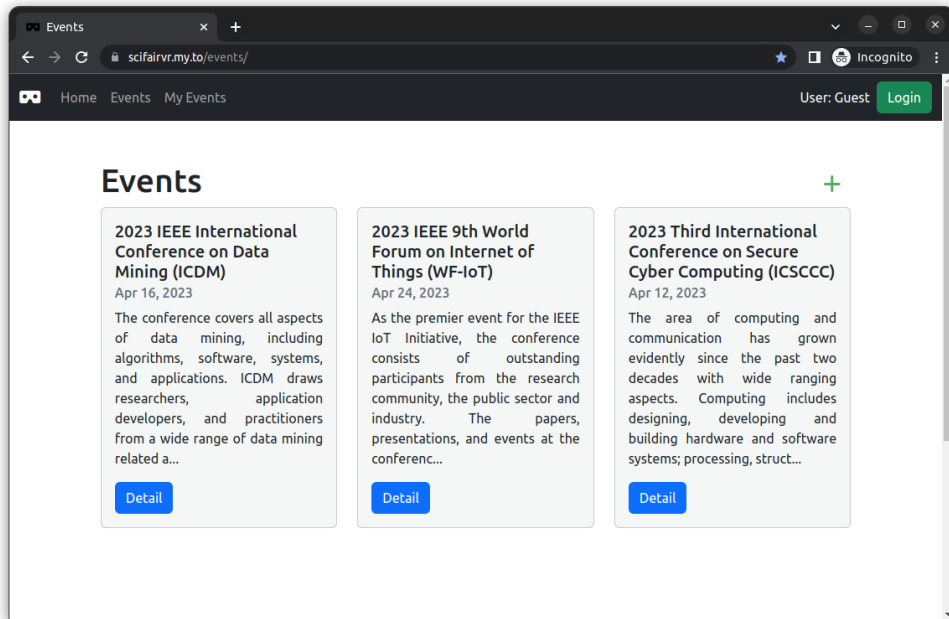 Events
scifairvr.my.to/events/
Incognito
Home Events My Events
User: Guest Login
Events
2023 IEEE International
Conference on Data
Mining (ICDM)
Apr 16, 2023
The conference covers all aspects
of data mining, including
algorithms, software, systems,
and applications. ICDM draws
researchers, application
developers, and practitioners
from a wide range of data mining
related a...
Detail
2023 IEEE 9th World
Forum on Internet of
Things (WF-IoT)
Apr 24, 2023
As the premier event for the IEEE
IoT Initiative, the conference
consists of outstanding
participants from the research
community, the public sector and
industry. The papers,
presentations, and events at the
conferenc...
Detail
2023 Third International
Conference on Secure
Cyber Computing (ICSCCC)
Apr 12, 2023
The area of computing and
communication has grown
evidently since the past two
decades with wide ranging
aspects. Computing includes
designing, developing and
building hardware and software
systems; processing, struct...
Detail